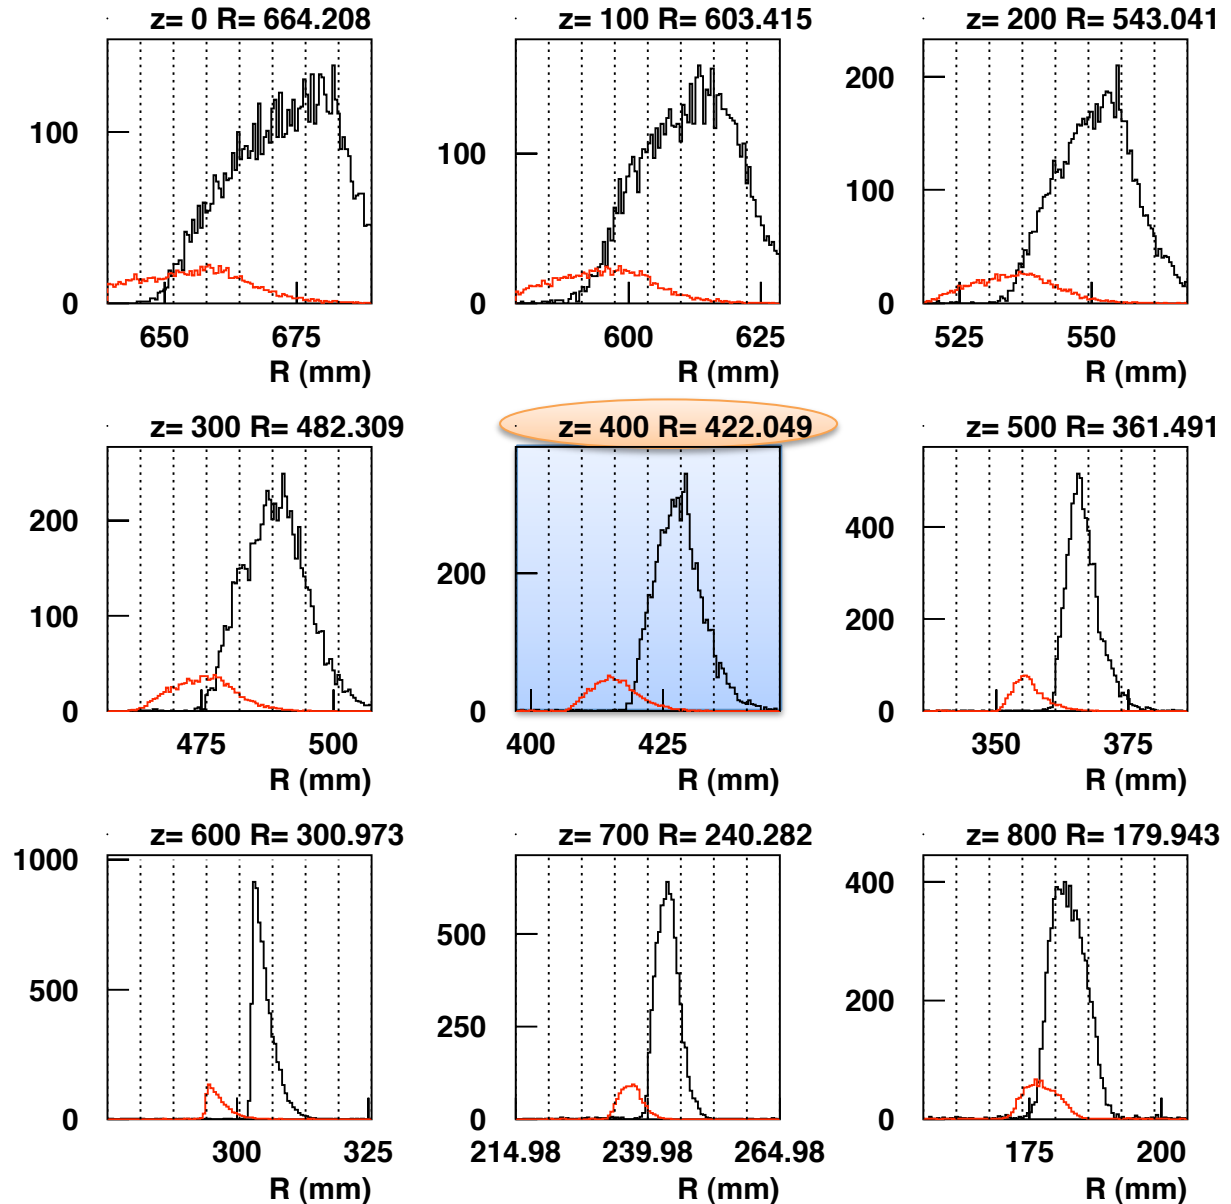 z= 0 R= 664.208
z= 100 R= 603.415
z= 200 R= 543.041
100
0
650 675
R (mm)
100
0
600 625
R (mm)
200
100
0
525 550
R (mm)
z= 300 R= 482.309
z= 400 R= 422.049
z= 500 R= 361.491
200
100
0
475 500
R (mm)
200
0
400 425
R (mm)
400
200
0
350 375
R (mm)
z= 600 R= 300.973
z= 700 R= 240.282
z= 800 R= 179.943
1000
500
0
300 325
R (mm)
500
250
0
214.98 239.98 264.98
R (mm)
400
200
0
175 200
R (mm)